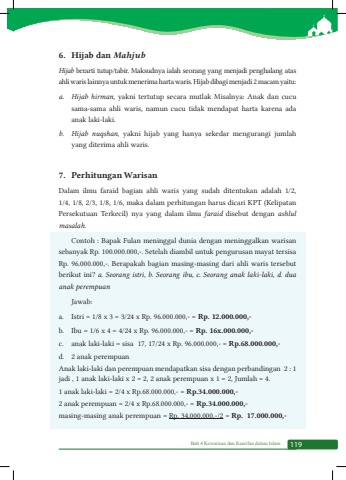 6. Hijab dan Mahjub
Hijab berarti tutup/tabir. Maksudnya ialah seorang yang menjadi penghalang atas
ahli waris lainnya untuk menerima harta waris. Hijab dibagi menjadi 2 macam yaitu:
a. Hijab hirman, yakni tertutup secara mutlak Misalnya: Anak dan cucu
sama-sama ahli waris, namun cucu tidak mendapat harta karena ada
anak laki-laki.
b. Hijab nuqshan, yakni hijab yang hanya sekedar mengurangi jumlah
yang diterima ahli waris.
7. Perhitungan Warisan
Dalam ilmu faraid bagian ahli waris yang sudah ditentukan adalah 1/2,
1/4, 1/8, 2/3, 1/8, 1/6, maka dalam perhitungan harus dicari KPT (Kelipatan
Persekutuan Terkecil) nya yang dalam ilmu faraid disebut dengan ashlul
masalah.
Contoh : Bapak Fulan meninggal dunia dengan meninggalkan warisan
sebanyak Rp. 100.000.000,-. Setelah diambil untuk pengurusan mayat tersisa
Rp. 96.000.000,-. Berapakah bagian masing-masing dari ahli waris tersebut
berikut ini? a. Seorang istri, b. Seorang ibu, c. Seorang anak laki-laki, d. dua
anak perempuan
Jawab:
a. Istri = 1/8 x 3 = 3/24 x Rp. 96.000.000,- = Rp. 12.000.000,-
b. Ibu = 1/6 x 4 = 4/24 x Rp. 96.000.000,- = Rp. 16x.000.000,-
c. anak laki-laki = sisa 17, 17/24 x Rp. 96.000.000,- = Rp.68.000.000,-
d. 2 anak perempuan
Anak laki-laki dan perempuan mendapatkan sisa dengan perbandingan 2 : 1
jadi , 1 anak laki-laki x 2 = 2, 2 anak perempuan x 1 = 2, Jumlah = 4.
1 anak laki-laki = 2/4 x Rp.68.000.000,- = Rp.34.000.000,-
2 anak perempuan = 2/4 x Rp.68.000.000,- = Rp.34.000.000,-
masing-masing anak perempuan = Rp. 34.000.000,-/2 = Rp. 17.000.000,-
Bab 4 Kewarisan dan Kearifan dalam Islam 119